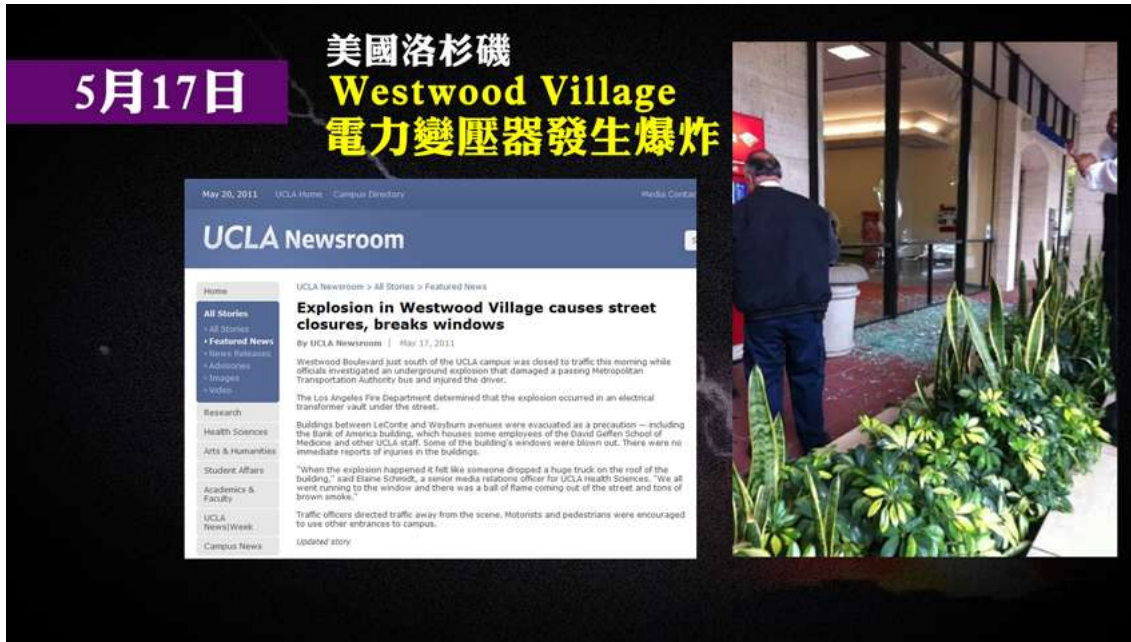 5月17日
美國洛杉磯
Westwood Village
電力變壓器發生爆炸
May 20, 2011 UCLA Home Campus Directory Media Contac
UCLA Newsroom
Home
All Stories
› All Stories
› Featured News
› News Releases
› Advisories
› Images
› Video
Research
Health Sciences
Arts & Humanities
Student Affairs
Academics &
Faculty
UCLA
News|Week
Campus News
UCLA Newsroom > All Stories > Featured News
Explosion in Westwood Village causes street
closures, breaks windows
By UCLA Newsroom | May 17, 2011
Westwood Boulevard just south of the UCLA campus was closed to traffic this morning while
officials investigated an underground explosion that damaged a passing Metropolitan
Transportation Authority bus and injured the driver.
The Los Angeles Fire Department determined that the explosion occurred in an electrical
transformer vault under the street.
Buildings between LeConte and Weyburn avenues were evacuated as a precaution — including
the Bank of America building, which houses some employees of the David Geffen School of
Medicine and other UCLA staff. Some of the building's windows were blown out. There were no
immediate reports of injuries in the buildings.
"When the explosion happened it felt like someone dropped a huge truck on the roof of the
building," said Elaine Schmidt, a senior media relations officer for UCLA Health Sciences. "We all
went running to the window and there was a ball of flame coming out of the street and tons of
brown smoke."
Traffic officers directed traffic away from the scene. Motorists and pedestrians were encouraged
to use other entrances to campus.
Updated story